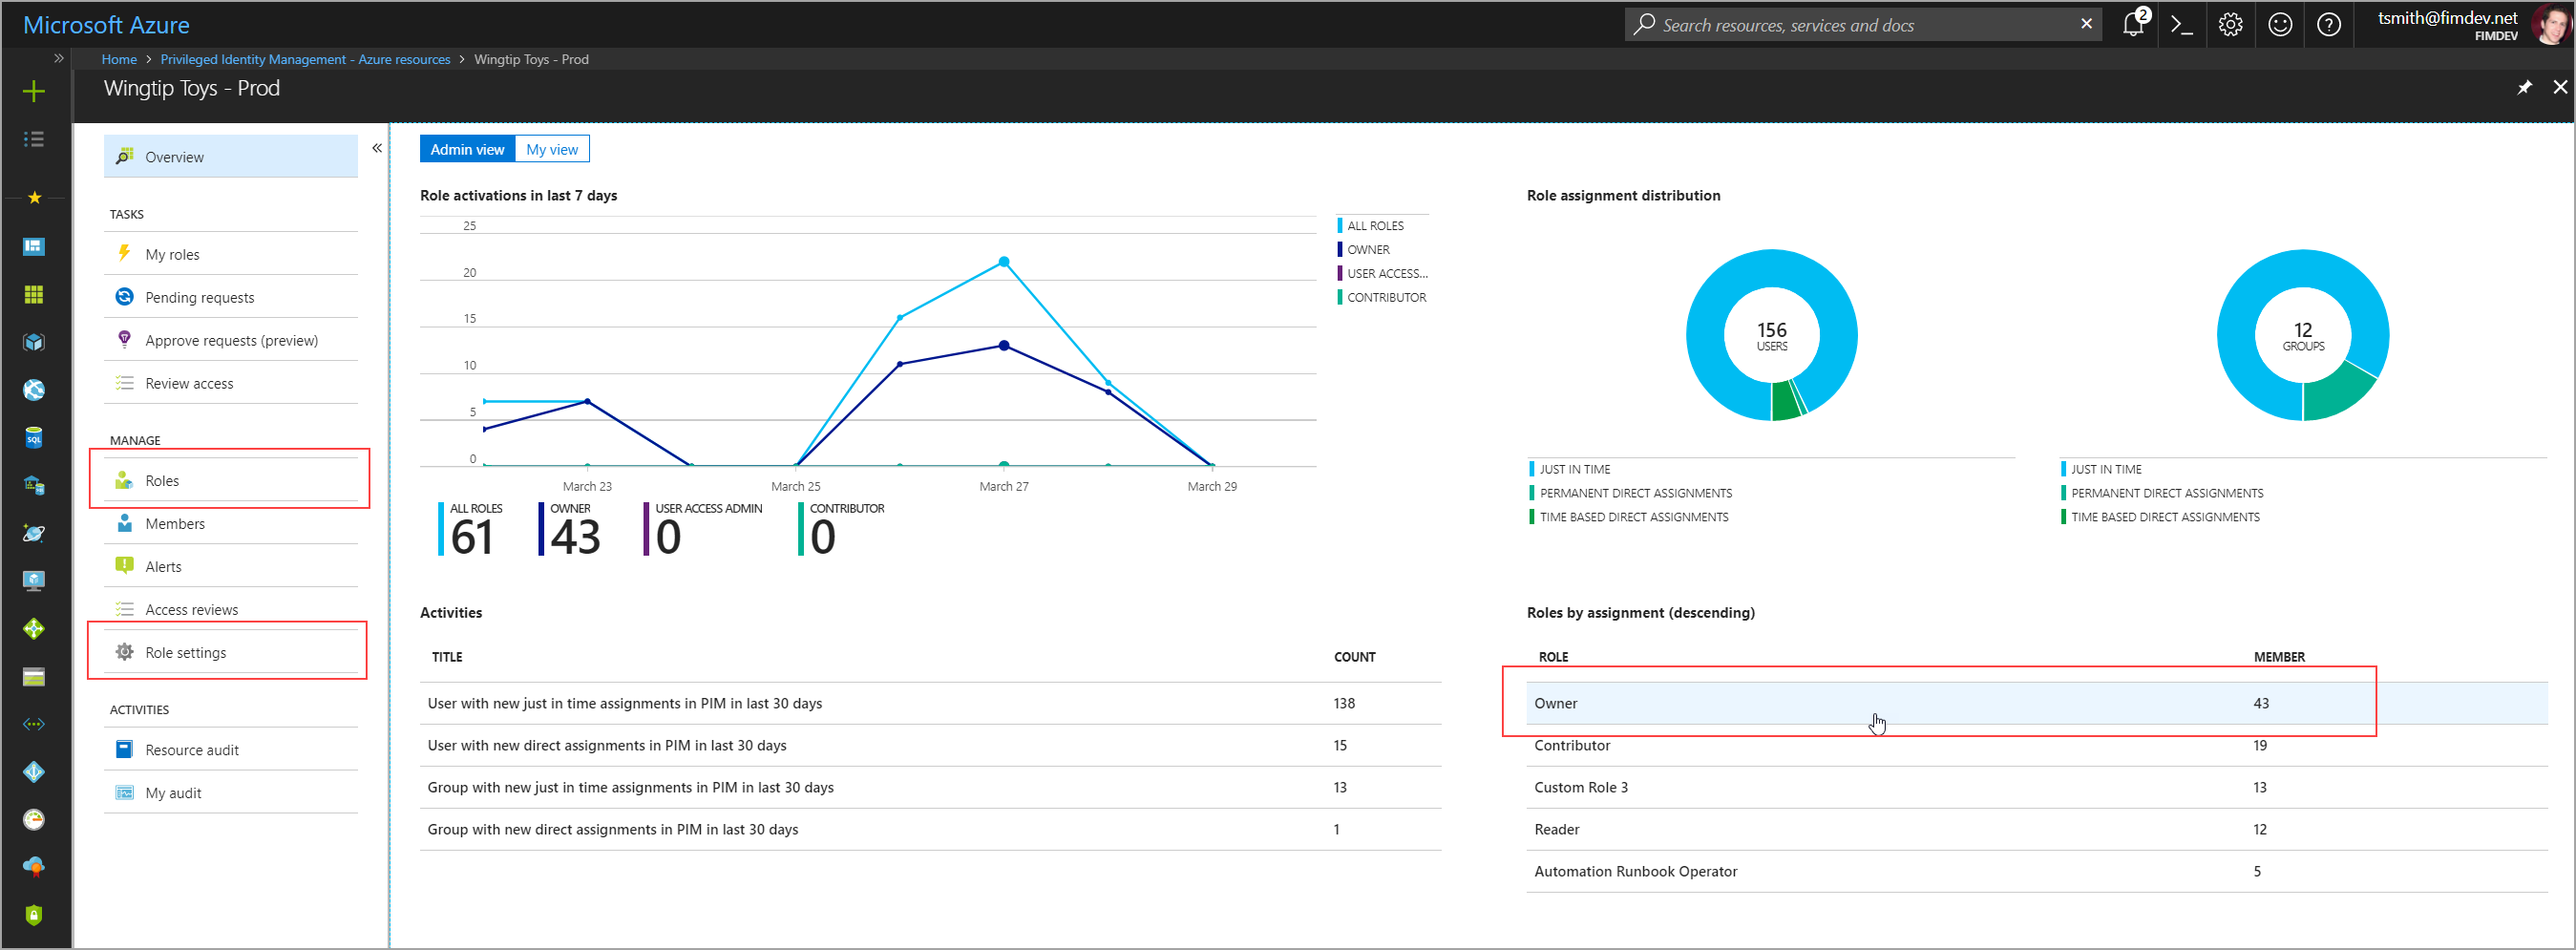 Microsoft Azure
Search resources, services and docs
2
tsmith@fimdev.net
FIMDEV
Home > Privileged Identity Management - Azure resources > Wingtip Toys - Prod
Wingtip Toys - Prod
Overview
TASKS
My roles
Pending requests
Approve requests (preview)
Review access
MANAGE
Roles
Members
Alerts
Access reviews
Role settings
ACTIVITIES
Resource audit
My audit
Admin view
My view
Role activations in last 7 days
25
20
15
10
5
0
March 23
March 25
March 27
March 29
ALL ROLES
OWNER
USER ACCESS...
CONTRIBUTOR
ALL ROLES
61
OWNER
43
USER ACCESS ADMIN
0
CONTRIBUTOR
0
Role assignment distribution
156
USERS
JUST IN TIME
PERMANENT DIRECT ASSIGNMENTS
TIME BASED DIRECT ASSIGNMENTS
12
GROUPS
JUST IN TIME
PERMANENT DIRECT ASSIGNMENTS
TIME BASED DIRECT ASSIGNMENTS
Activities
TITLE COUNT
User with new just in time assignments in PIM in last 30 days 138
User with new direct assignments in PIM in last 30 days 15
Group with new just in time assignments in PIM in last 30 days 13
Group with new direct assignments in PIM in last 30 days 1
Roles by assignment (descending)
ROLE MEMBER
Owner 43
Contributor 19
Custom Role 3 13
Reader 12
Automation Runbook Operator 5
SQL